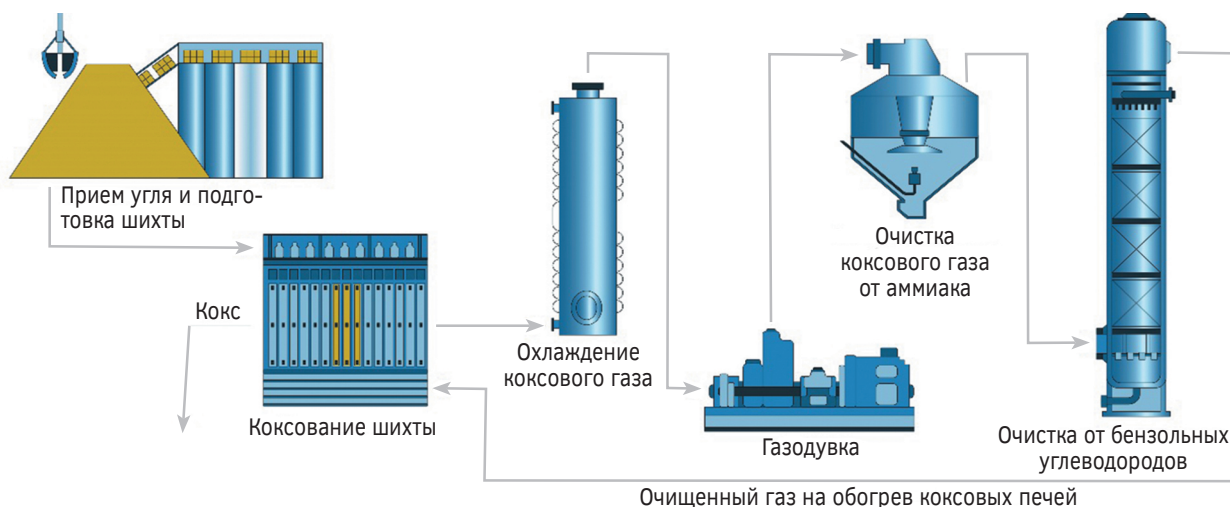 Прием угля и подго-
товка шихты
Кокс
Коксование шихты
Охлаждение
коксового газа
Газодувка
Очистка
коксового газа
от аммиака
Очистка от бензольных
углеводородов
Очищенный газ на обогрев коксовых печей